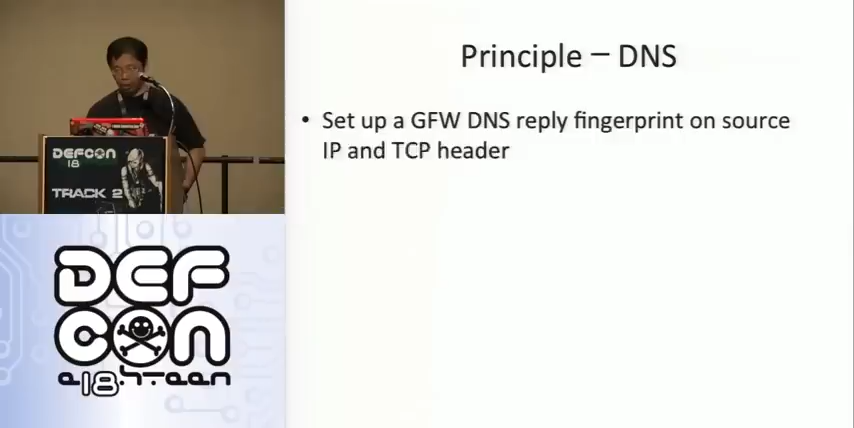 Principle – DNS
• Set up a GFW DNS reply fingerprint on source
IP and TCP header
DEFCON
18
TRACK 2
DEF
CON
e18hteen